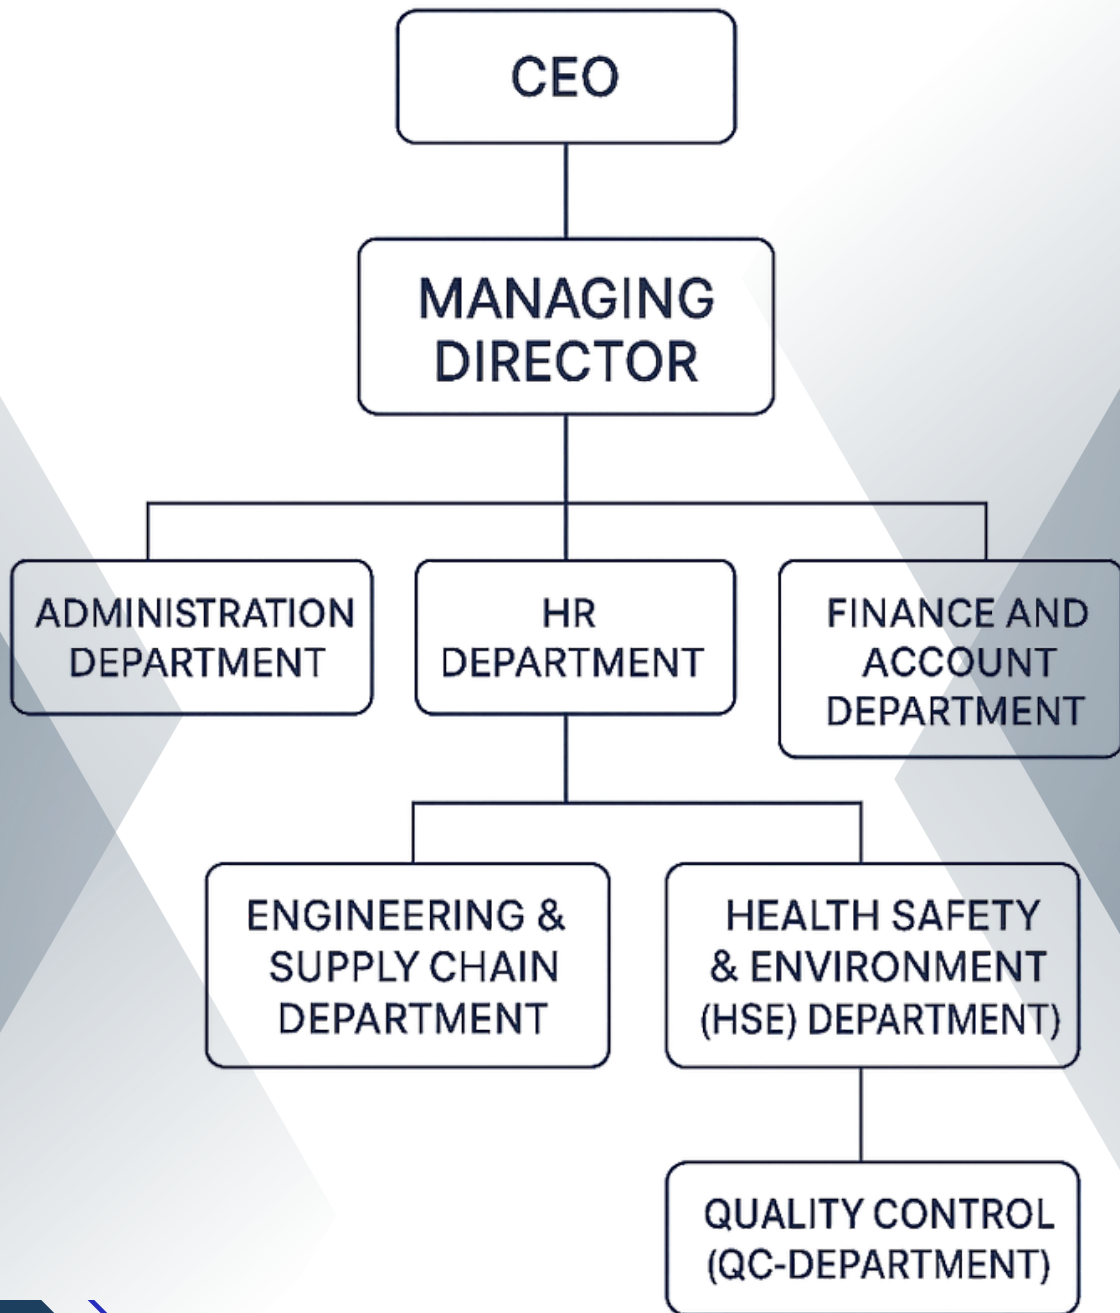 CEO
MANAGING
DIRECTOR
ADMINISTRATION
DEPARTMENT
HR
DEPARTMENT
FINANCE AND
ACCOUNT
DEPARTMENT
ENGINEERING &
SUPPLY CHAIN
DEPARTMENT
HEALTH SAFETY
& ENVIRONMENT
(HSE) DEPARTMENT)
QUALITY CONTROL
(QC-DEPARTMENT)